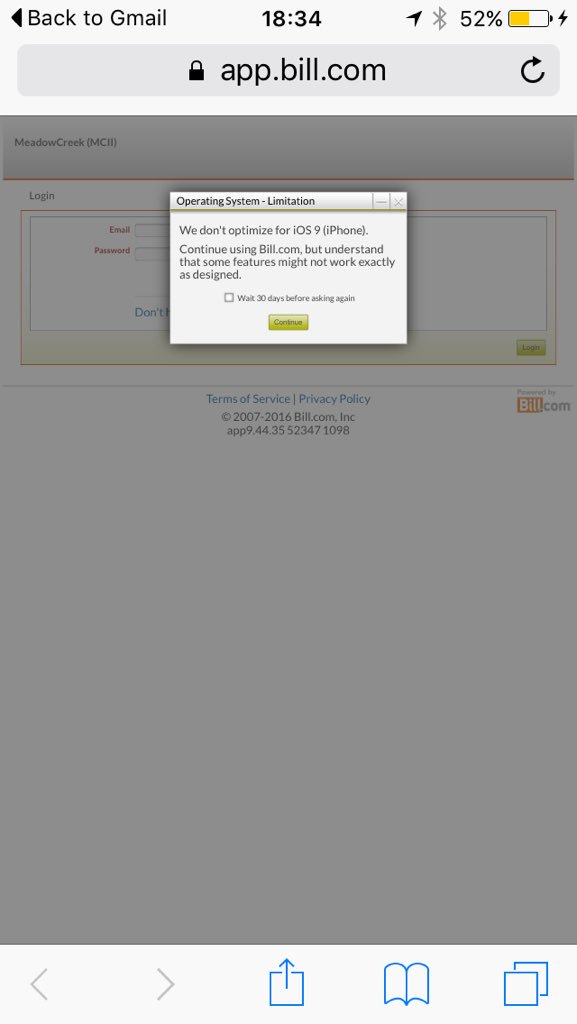 Back to Gmail 18:34 52%
app.bill.com
MeadowCreek (MCII)
Login
Operating System - Limitation
We don't optimize for iOS 9 (iPhone).
Continue using Bill.com, but understand
that some features might not work exactly
as designed.
Wait 30 days before asking again
Continue
Email
Password
Don't
Login
Terms of Service | Privacy Policy
© 2007-2016 Bill.com, Inc
app9.44.35 52347 1098
Powered by
Bill.com